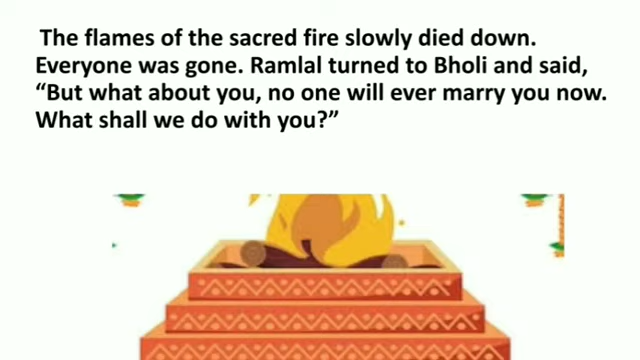 The flames of the sacred fire slowly died down.
Everyone was gone. Ramlal turned to Bholi and said,
“But what about you, no one will ever marry you now.
What shall we do with you?”